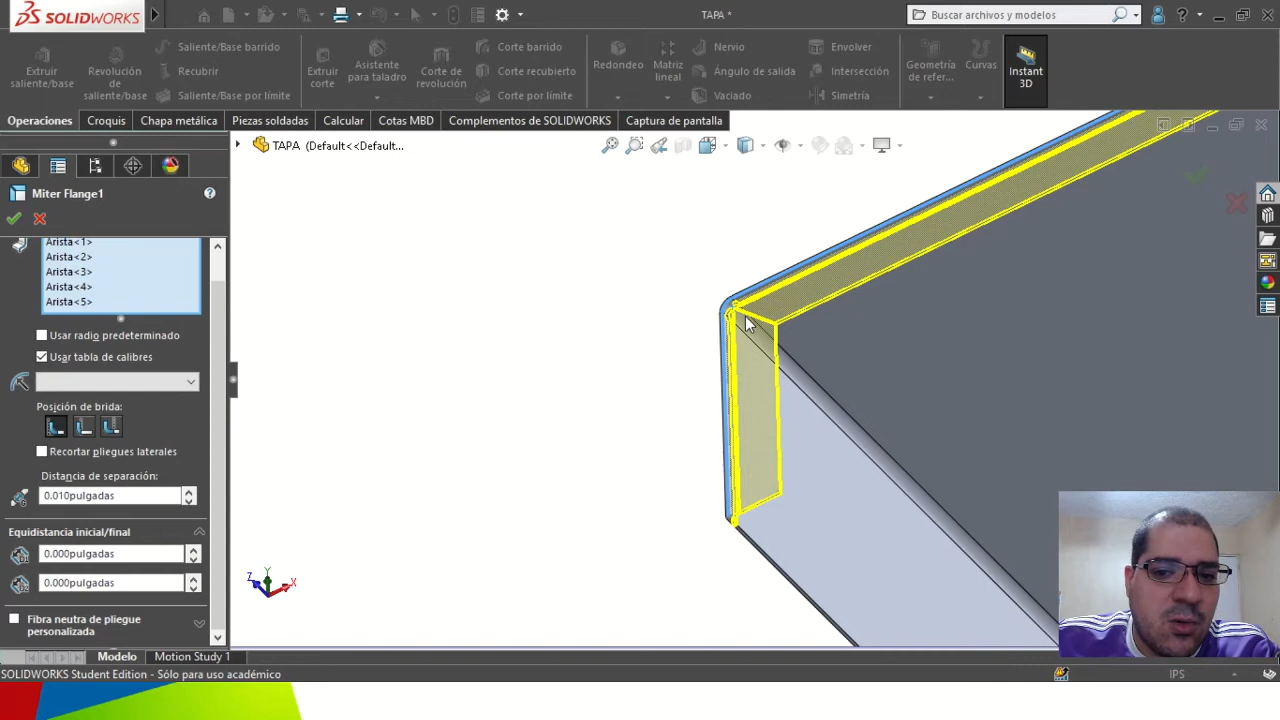 SOLIDWORKS
TAPA *
Buscar archivos y modelos
Extruir saliente/base
Revolución de saliente/base
Saliente/Base barrido
Recubrir
Saliente/Base por límite
Extruir corte
Asistente para taladro
Corte de revolución
Corte barrido
Corte recubierto
Corte por límite
Redondeo
Matriz lineal
Nervio
Ángulo de salida
Vaciado
Envolver
Intersección
Simetría
Geometría de refer...
Curvas
Instant 3D
Operaciones
Croquis
Chapa metálica
Piezas soldadas
Calcular
Cotas MBD
Complementos de SOLIDWORKS
Captura de pantalla
TAPA (Default<<Default...
Miter Flange1
Arista<1>
Arista<2>
Arista<3>
Arista<4>
Arista<5>
Usar radio predeterminado
Usar tabla de calibres
Posición de brida:
Recortar pliegues laterales
Distancia de separación:
0.010pulgadas
Equidistancia inicial/final
0.000pulgadas
0.000pulgadas
Fibra neutra de pliegue
personalizada
Y
Z
X
Modelo
Motion Study 1
SOLIDWORKS Student Edition - Sólo para uso académico
IPS